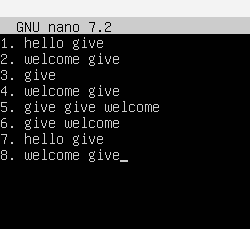 GNU nano 7.2
1. hello give
2. welcome give
3. give
4. welcome give
5. give give welcome
6. give welcome
7. hello give
8. welcome give